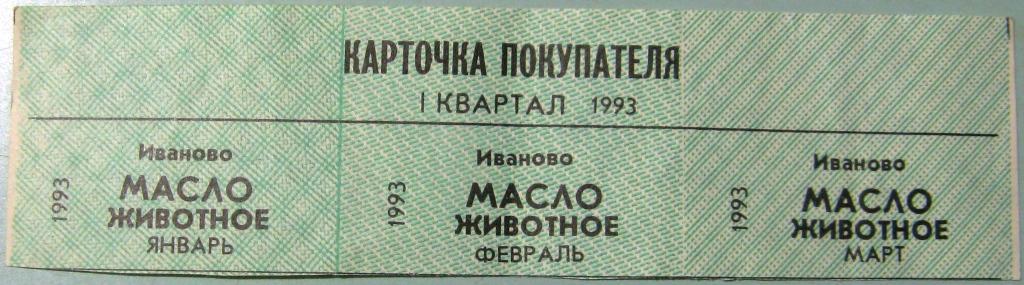 КАРТОЧКА ПОКУПАТЕЛЯ
I КВАРТАЛ 1993
1993
Иваново
МАСЛО
ЖИВОТНОЕ
ЯНВАРЬ
1993
Иваново
МАСЛО
ЖИВОТНОЕ
ФЕВРАЛЬ
1993
Иваново
МАСЛО
ЖИВОТНОЕ
МАРТ